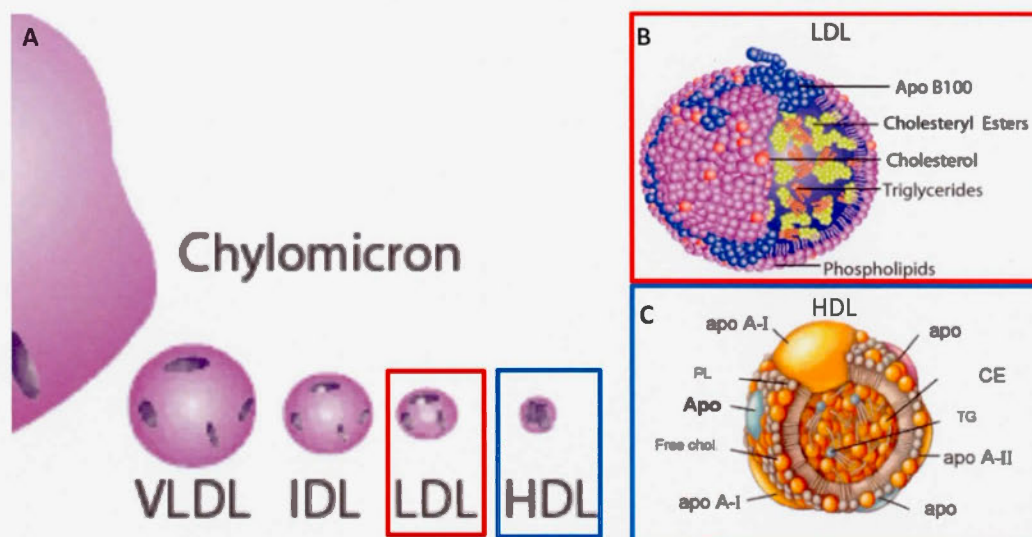 A
Chylomicron
VLDL
IDL
LDL
HDL
B
LDL
Apo B100
Cholesteryl Esters
Cholesterol
Triglycerides
Phospholipids
C
HDL
apo A-I
apo
PL
CE
Apo
TG
Free chol.
apo A-II
apo A-I
apo